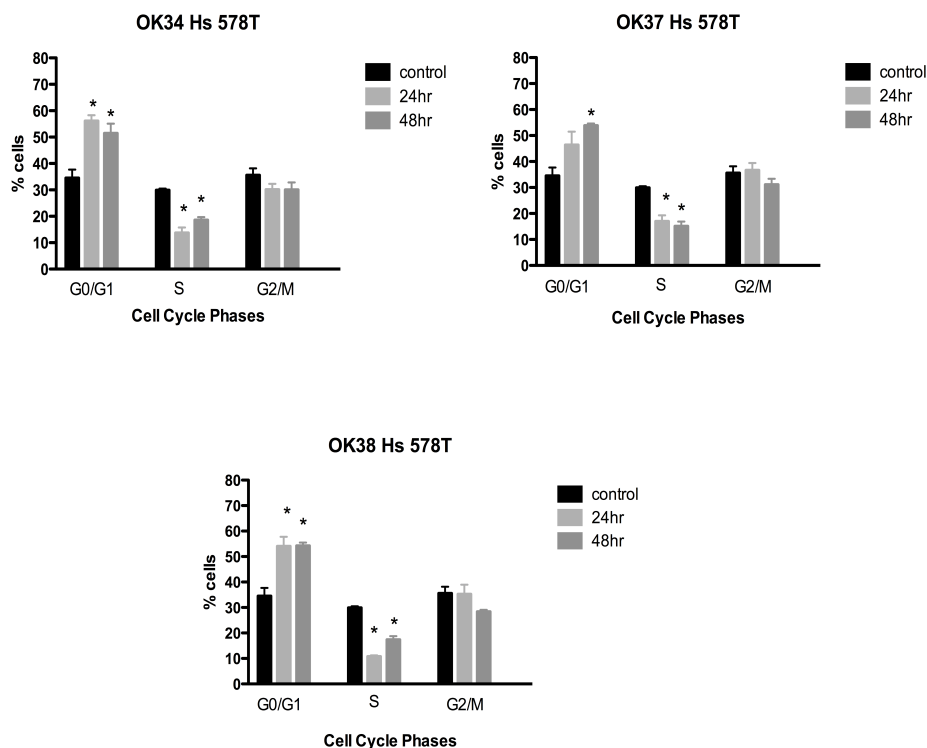 OK34 Hs 578T
% cells
80
70
60
50
40
30
20
10
0
*
*
*
*
G0/G1 S G2/M
Cell Cycle Phases
control
24hr
48hr
OK37 Hs 578T
% cells
80
70
60
50
40
30
20
10
0
*
*
*
G0/G1 S G2/M
Cell Cycle Phases
control
24hr
48hr
OK38 Hs 578T
% cells
80
70
60
50
40
30
20
10
0
*
*
*
*
G0/G1 S G2/M
Cell Cycle Phases
control
24hr
48hr